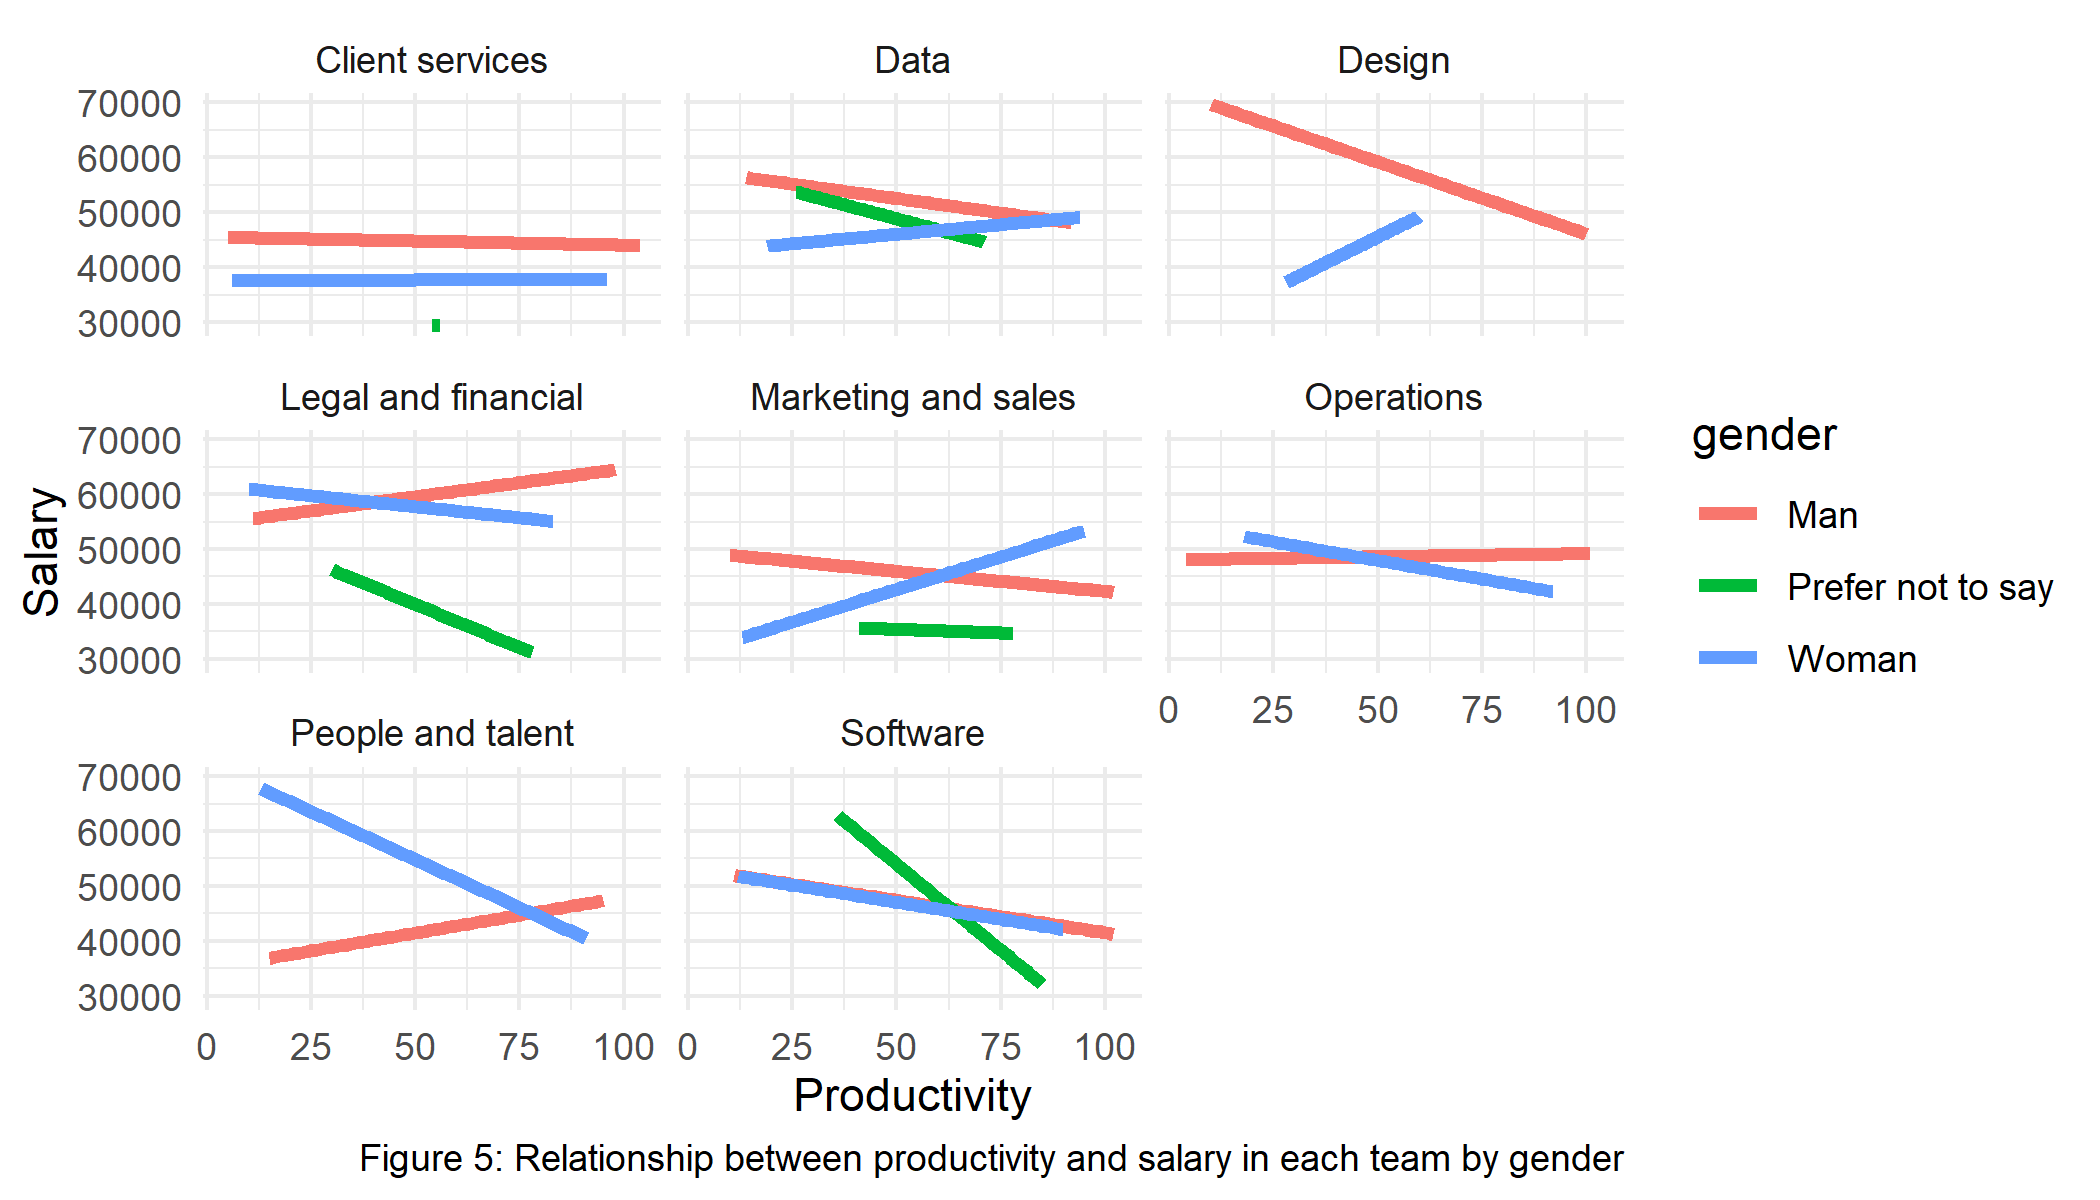 Client services
Data
Design
70000
60000
50000
40000
30000
Legal and financial
Marketing and sales
Operations
70000
60000
50000
40000
30000
0 25 50 75 100
People and talent
Software
70000
60000
50000
40000
30000
0 25 50 75 100
0 25 50 75 100
Salary
Productivity
gender
Man
Prefer not to say
Woman
Figure 5: Relationship between productivity and salary in each team by gender